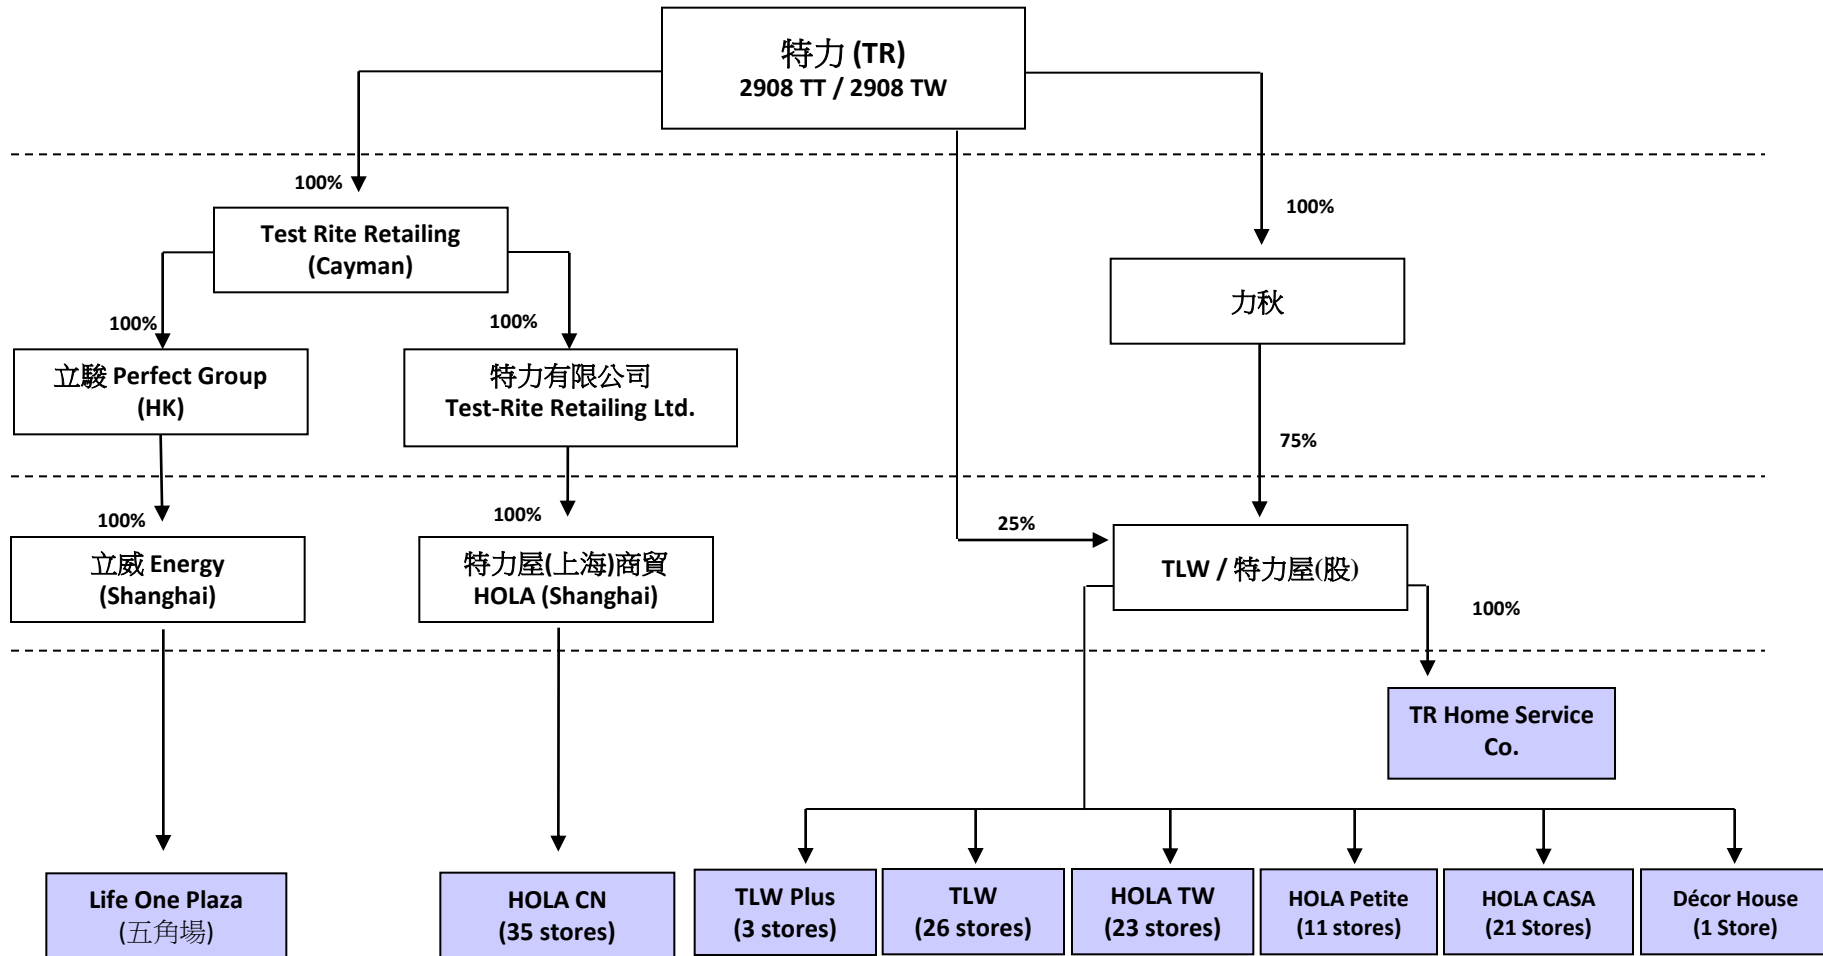 特力 (TR)
2908 TT / 2908 TW
100%
100%
Test Rite Retailing
(Cayman)
力秋
100%
100%
立駿 Perfect Group
(HK)
特力有限公司
Test-Rite Retailing Ltd.
75%
100%
100%
25%
立威 Energy
(Shanghai)
特力屋(上海)商貿
HOLA (Shanghai)
TLW / 特力屋(股)
100%
TR Home Service
Co.
Life One Plaza
(五角場)
HOLA CN
(35 stores)
TLW Plus
(3 stores)
TLW
(26 stores)
HOLA TW
(23 stores)
HOLA Petite
(11 stores)
HOLA CASA
(21 Stores)
Décor House
(1 Store)